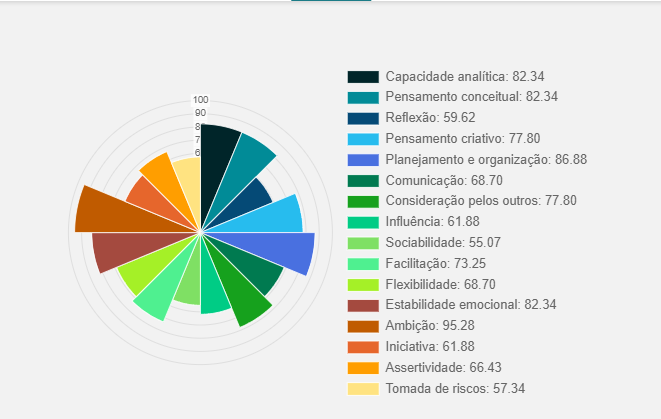 100
90
8
7
6
Capacidade analítica: 82.34
Pensamento conceitual: 82.34
Reflexão: 59.62
Pensamento criativo: 77.80
Planejamento e organização: 86.88
Comunicação: 68.70
Consideração pelos outros: 77.80
Influência: 61.88
Sociabilidade: 55.07
Facilitação: 73.25
Flexibilidade: 68.70
Estabilidade emocional: 82.34
Ambição: 95.28
Iniciativa: 61.88
Assertividade: 66.43
Tomada de riscos: 57.34